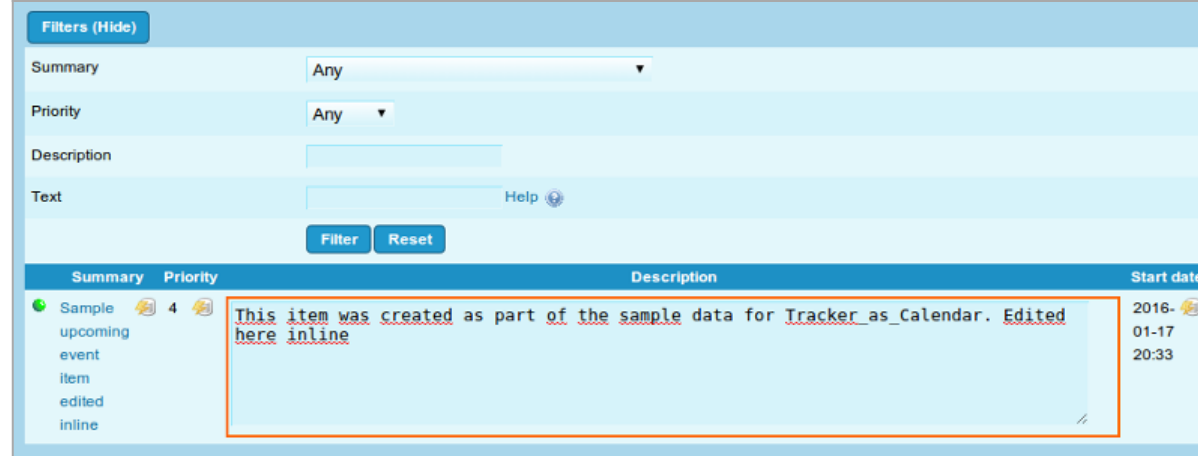 Filters (Hide)
Summary Any
Priority Any
Description
Text Help
Filter Reset
Summary Priority Description Start date
Sample 4 This item was created as part of the sample data for Tracker_as_Calendar. Edited 2016-
upcoming here inline 01-17
event 20:33
item
edited
inline